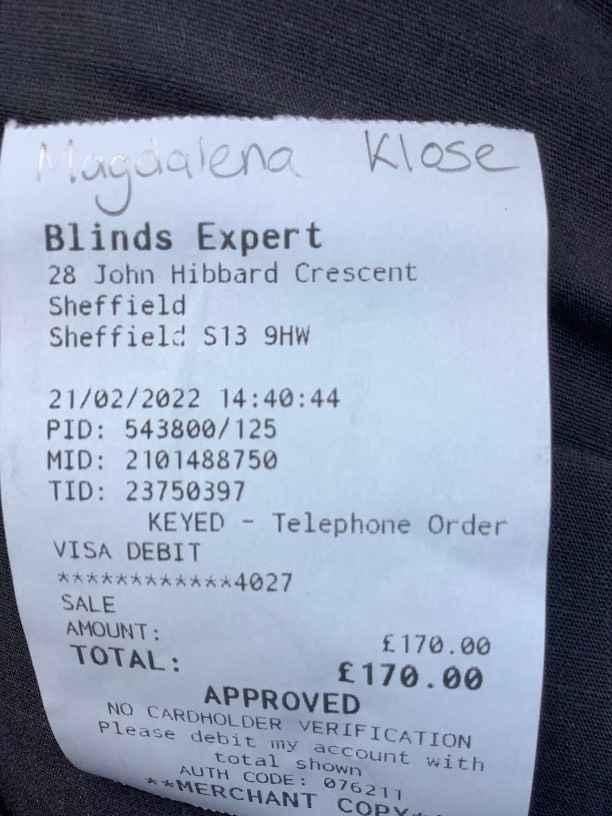 Magdalena Klose
Blinds Expert
28 John Hibbard Crescent
Sheffield
Sheffield S13 9HW
21/02/2022 14:40:44
PID: 543800/125
MID: 2101488750
TID: 23750397
KEYED - Telephone Order
VISA DEBIT
************4027
SALE
AMOUNT: £170.00
TOTAL: £170.00
APPROVED
NO CARDHOLDER VERIFICATION
Please debit my account with
total shown
AUTH CODE: 076211
**MERCHANT COPY*